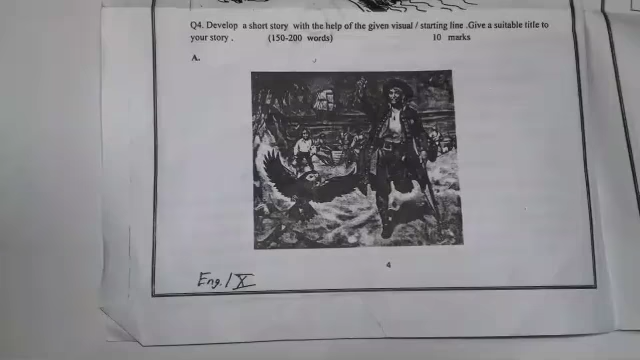 Q4. Develop a short story with the help of the given visual / starting line .Give a suitable title to
your story . (150-200 words) 10 marks
A.
4
Eng. / X